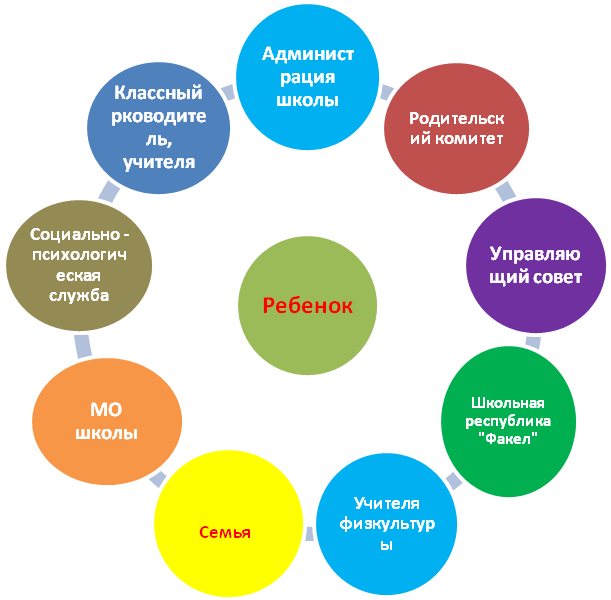 Админист
рация
школы
Родительск
ий комитет
Управляю
щий совет
Школьная
республика
"Факел"
Учителя
физкультур
ы
Семья
МО
школы
Социально -
психологич
еская
служба
Классный
рководите
ль,
учителя
Ребенок